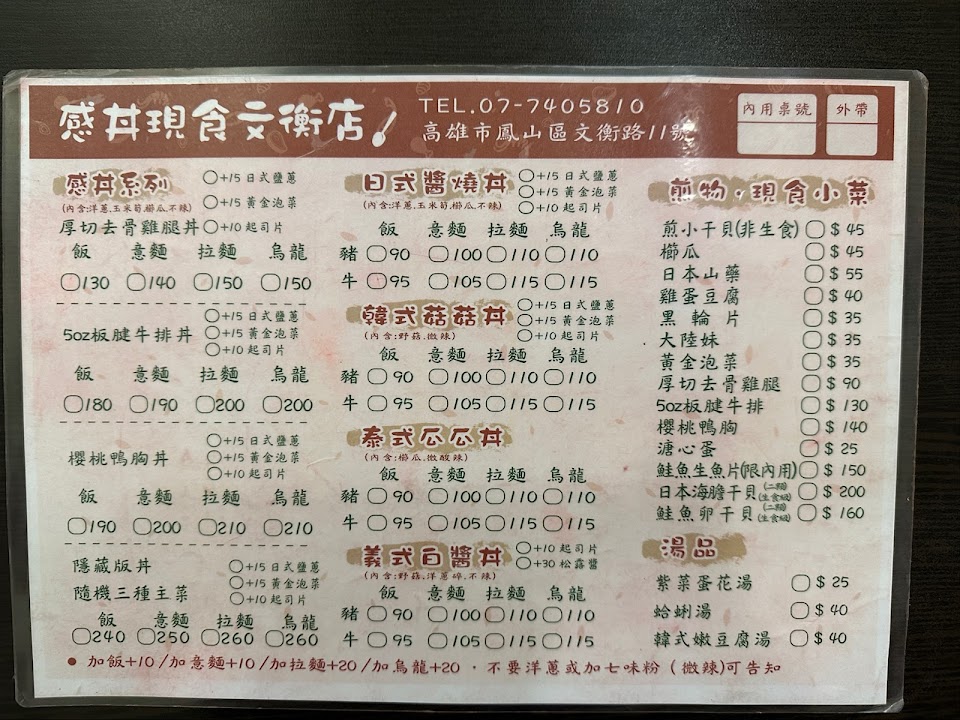 感丼現食文衡店!
TEL.07-7405810
高雄市鳳山區文衡路11號
內用桌號
外帶
感丼系列
(內含:洋蔥.玉米筍.櫛瓜.不辣)
○+15 日式鹽蔥
○+15 黃金泡菜
○+10 起司片
厚切去骨雞腿丼
飯 意麵 拉麵 烏龍
○130 ○140 ○150 ○150
5oz板腱牛排丼
○+15 日式鹽蔥
○+15 黃金泡菜
○+10 起司片
飯 意麵 拉麵 烏龍
○180 ○190 ○200 ○200
櫻桃鴨胸丼
○+15 日式鹽蔥
○+15 黃金泡菜
○+10 起司片
飯 意麵 拉麵 烏龍
○190 ○200 ○210 ○210
隱藏版丼
隨機三種主菜
○+15 日式鹽蔥
○+15 黃金泡菜
○+10 起司片
飯 意麵 拉麵 烏龍
○240 ○250 ○260 ○260
日式醬燒丼
(內含:洋蔥.玉米筍.櫛瓜.不辣)
○+15 日式鹽蔥
○+15 黃金泡菜
○+10 起司片
飯 意麵 拉麵 烏龍
豬 ○90 ○100 ○110 ○110
牛 ○95 ○105 ○115 ○115
韓式菇菇丼
(內含:野菇.微辣)
○+15 日式鹽蔥
○+15 黃金泡菜
○+10 起司片
飯 意麵 拉麵 烏龍
豬 ○90 ○100 ○110 ○110
牛 ○95 ○105 ○115 ○115
泰式瓜瓜丼
(內含:櫛瓜.微酸辣)
飯 意麵 拉麵 烏龍
豬 ○90 ○100 ○110 ○110
牛 ○95 ○105 ○115 ○115
義式白醬丼
(內含:野菇.洋蔥碎.不辣)
○+10 起司片
○+30 松露醬
飯 意麵 拉麵 烏龍
豬 ○90 ○100 ○110 ○110
牛 ○95 ○105 ○115 ○115
煎物,現食小菜
煎小干貝(非生食) ○ $ 45
櫛瓜 ○ $ 45
日本山藥 ○ $ 55
雞蛋豆腐 ○ $ 40
黑輪片 ○ $ 35
大陸妹 ○ $ 35
黃金泡菜 ○ $ 35
厚切去骨雞腿 ○ $ 90
5oz板腱牛排 ○ $ 130
櫻桃鴨胸 ○ $ 140
溏心蛋 ○ $ 25
鮭魚生魚片(限內用) ○ $ 150
日本海膽干貝(二顆)(生食級) ○ $ 200
鮭魚卵干貝(二顆)(生食級) ○ $ 160
湯品
紫菜蛋花湯 ○ $ 25
蛤蜊湯 ○ $ 40
韓式嫩豆腐湯 ○ $ 40
● 加飯+10/加意麵+10/加拉麵+20/加烏龍+20 · 不要洋蔥或加七味粉(微辣)可告知